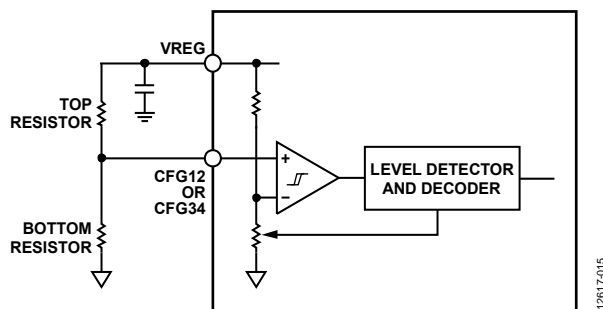 VREG
TOP
RESISTOR
CFG12
OR
CFG34
+
−
LEVEL DETECTOR
AND DECODER
BOTTOM
RESISTOR
12617-015